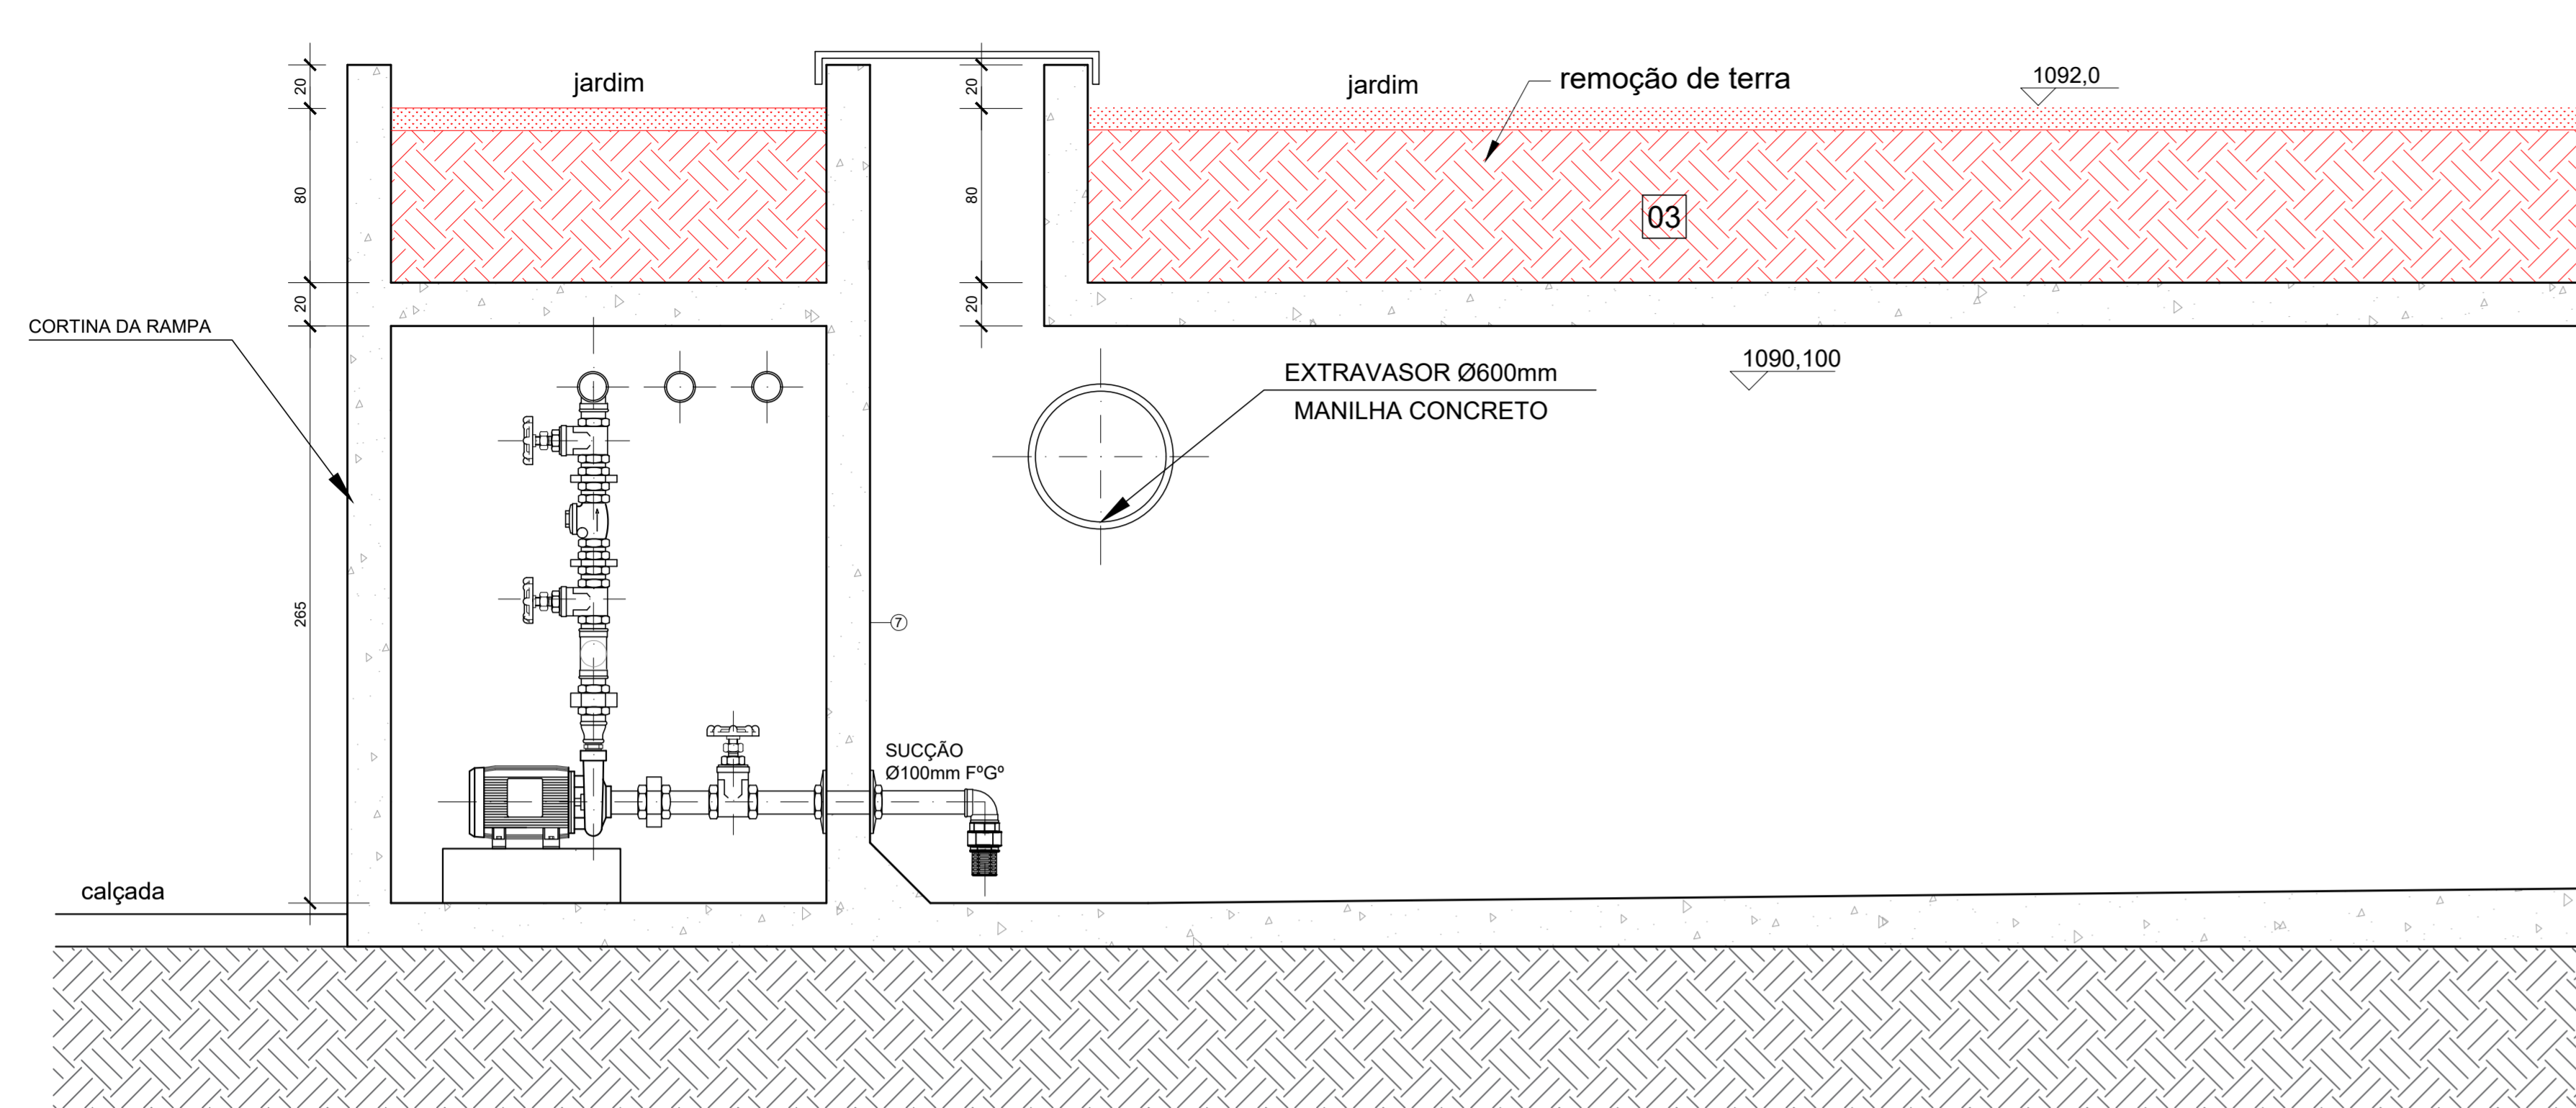 jardim
jardim
remoção de terra
1092,0
20
20
80
80
03
20
20
CORTINA DA RAMPA
1090,100
EXTRAVASOR Ø600mm
MANILHA CONCRETO
265
7
SUCÇÃO
Ø100mm FºGº
calçada